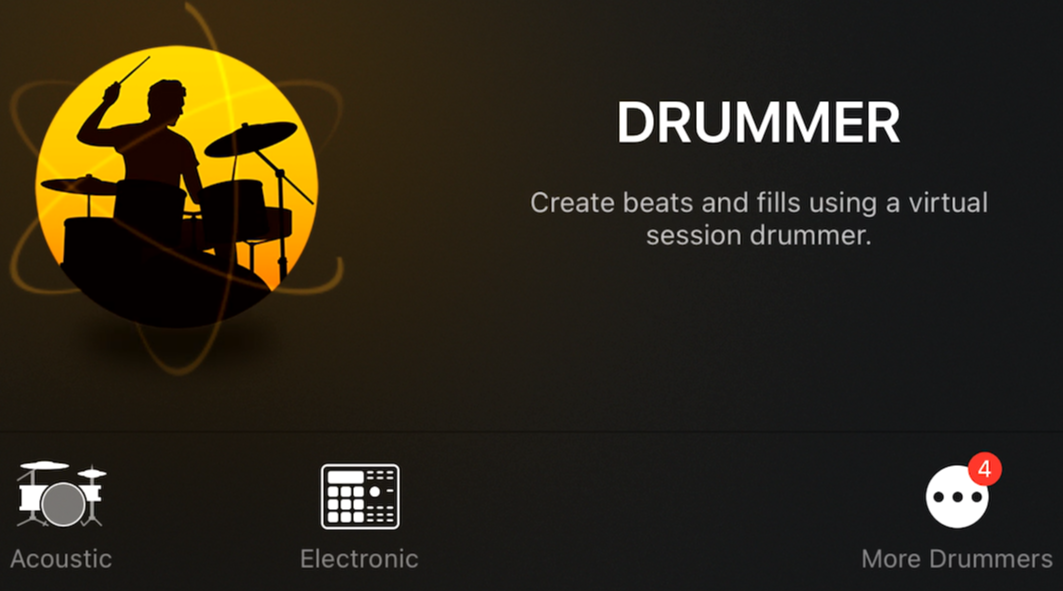 DRUMMER
Create beats and fills using a virtual
session drummer.
4
Acoustic
Electronic
More Drummers